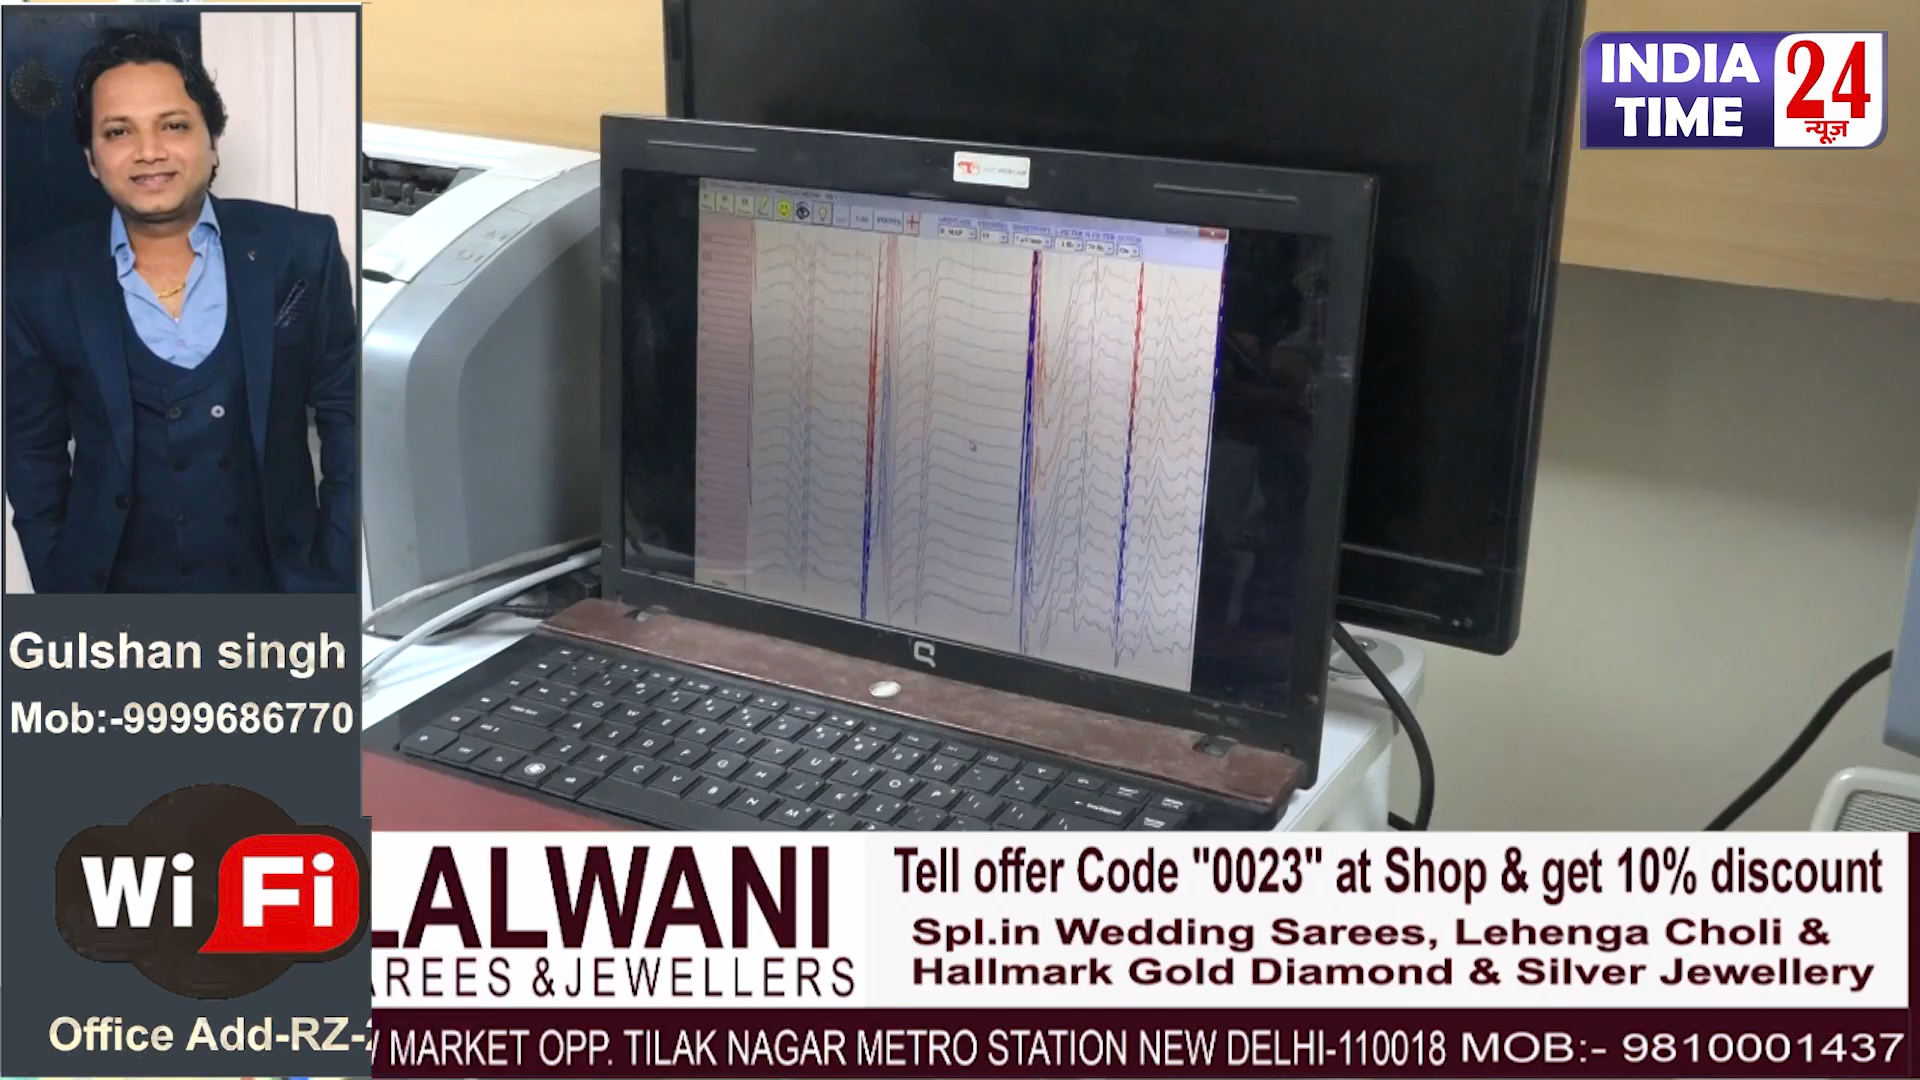 INDIA
TIME
24
न्यूज़
Gulshan singh
Mob:-9999686770
Wi Fi
Office Add-RZ-
LALWANI
AREES & JEWELLERS
Tell offer Code "0023" at Shop & get 10% discount
Spl.in Wedding Sarees, Lehenga Choli &
Hallmark Gold Diamond & Silver Jewellery
MARKET OPP. TILAK NAGAR METRO STATION NEW DELHI-110018 MOB:- 9810001437